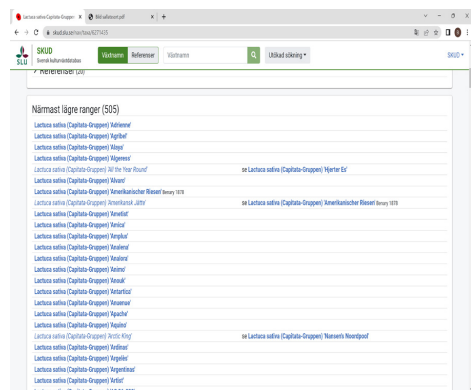 Lactuca sativa Capitata-Gruppen
Bild salladssort.pdf
skud.slu.se/nav/taxa/6271435
SLU
SKUD
Svensk kulturväxtdatabas
Växtnamn Referenser
Växtnamn
Utökad sökning
SKUD
Referenser (20)
Närmast lägre ranger (505)
Lactuca sativa (Capitata-Gruppen) 'Adrienne'
Lactuca sativa (Capitata-Gruppen) 'Agribel'
Lactuca sativa (Capitata-Gruppen) 'Alaya'
Lactuca sativa (Capitata-Gruppen) 'Algeress'
Lactuca sativa (Capitata-Gruppen) 'All the Year Round' se Lactuca sativa (Capitata-Gruppen) 'Hjerter Es'
Lactuca sativa (Capitata-Gruppen) 'Alvaro'
Lactuca sativa (Capitata-Gruppen) 'Amerikanischer Riesen' Benary 1878
Lactuca sativa (Capitata-Gruppen) 'Amerikansk Jätte' se Lactuca sativa (Capitata-Gruppen) 'Amerikanischer Riesen' Benary 1878
Lactuca sativa (Capitata-Gruppen) 'Ametist'
Lactuca sativa (Capitata-Gruppen) 'Amica'
Lactuca sativa (Capitata-Gruppen) 'Amplus'
Lactuca sativa (Capitata-Gruppen) 'Analena'
Lactuca sativa (Capitata-Gruppen) 'Analora'
Lactuca sativa (Capitata-Gruppen) 'Animo'
Lactuca sativa (Capitata-Gruppen) 'Anouk'
Lactuca sativa (Capitata-Gruppen) 'Antartica'
Lactuca sativa (Capitata-Gruppen) 'Anuenue'
Lactuca sativa (Capitata-Gruppen) 'Apache'
Lactuca sativa (Capitata-Gruppen) 'Aquino'
Lactuca sativa (Capitata-Gruppen) 'Arctic King' se Lactuca sativa (Capitata-Gruppen) 'Nansen's Noordpool'
Lactuca sativa (Capitata-Gruppen) 'Ardinas'
Lactuca sativa (Capitata-Gruppen) 'Argelès'
Lactuca sativa (Capitata-Gruppen) 'Argentinas'
Lactuca sativa (Capitata-Gruppen) 'Artist'